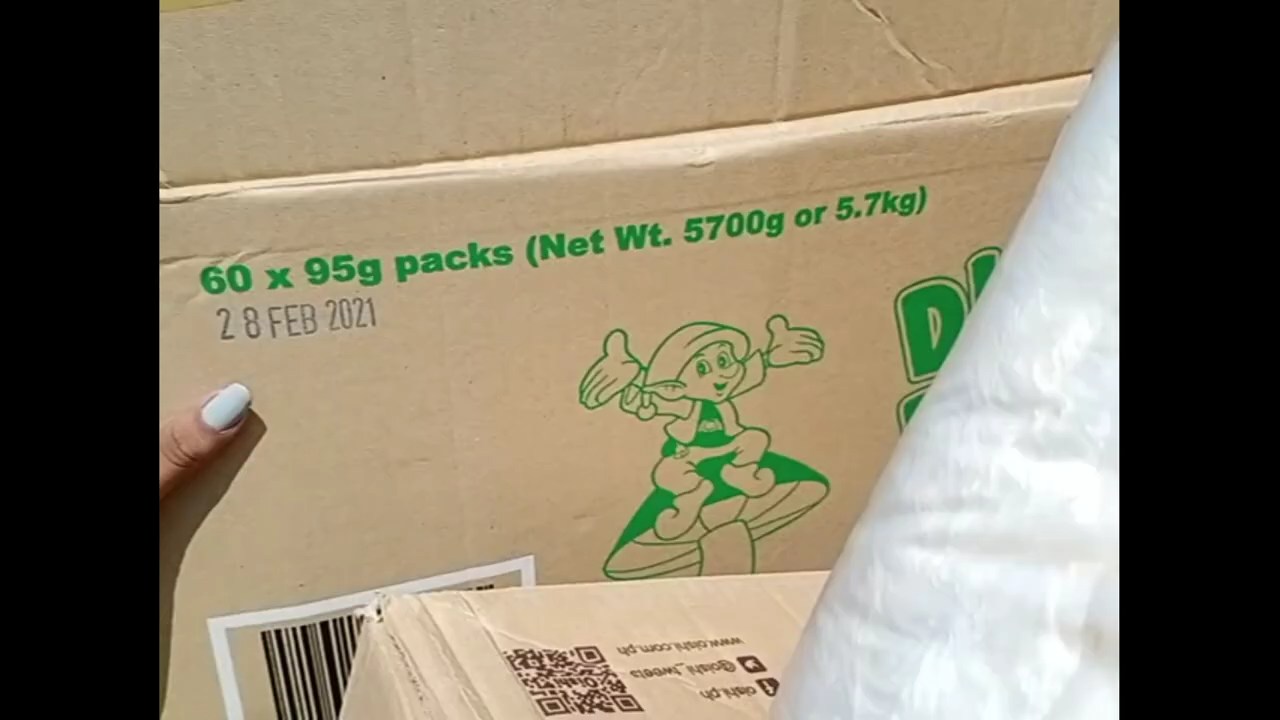 60 x 95g packs (Net Wt. 5700g or 5.7kg)
28 FEB 2021
www.oishi.com.ph
@oishi_tweets
oishi.ph